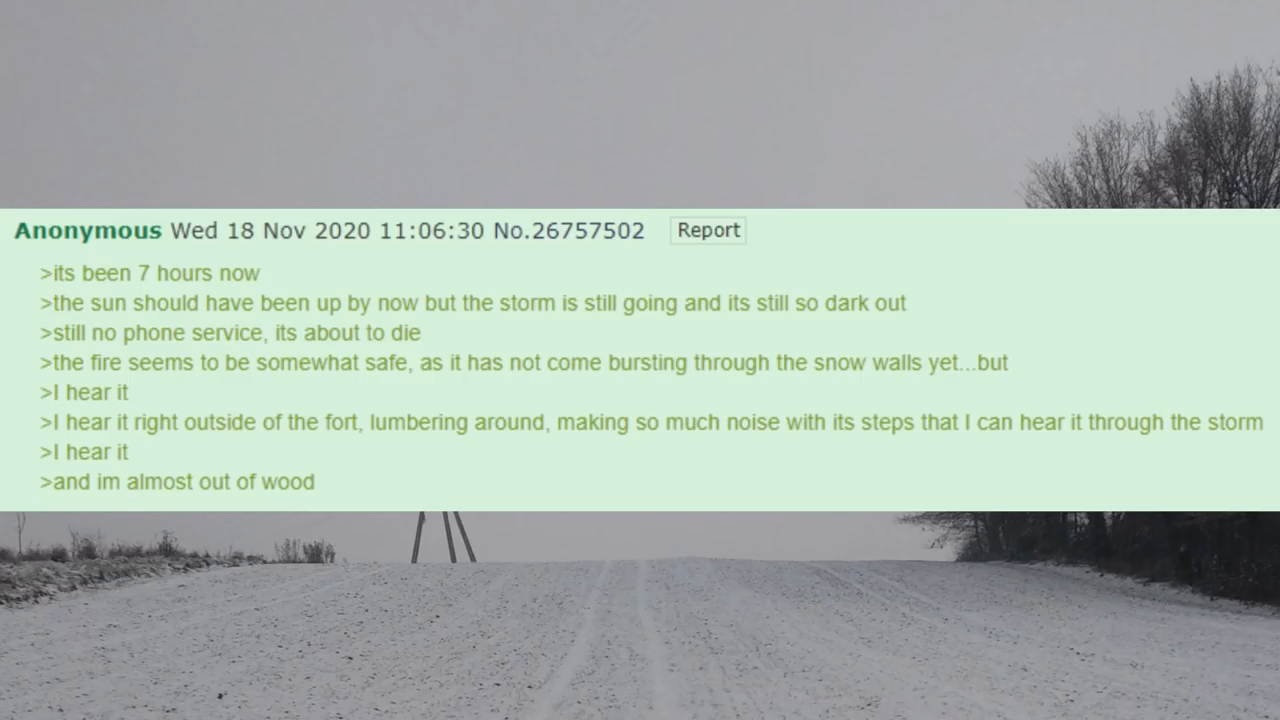 Anonymous Wed 18 Nov 2020 11:06:30 No.26757502 Report
>its been 7 hours now
>the sun should have been up by now but the storm is still going and its still so dark out
>still no phone service, its about to die
>the fire seems to be somewhat safe, as it has not come bursting through the snow walls yet...but
>I hear it
>I hear it right outside of the fort, lumbering around, making so much noise with its steps that I can hear it through the storm
>I hear it
>and im almost out of wood